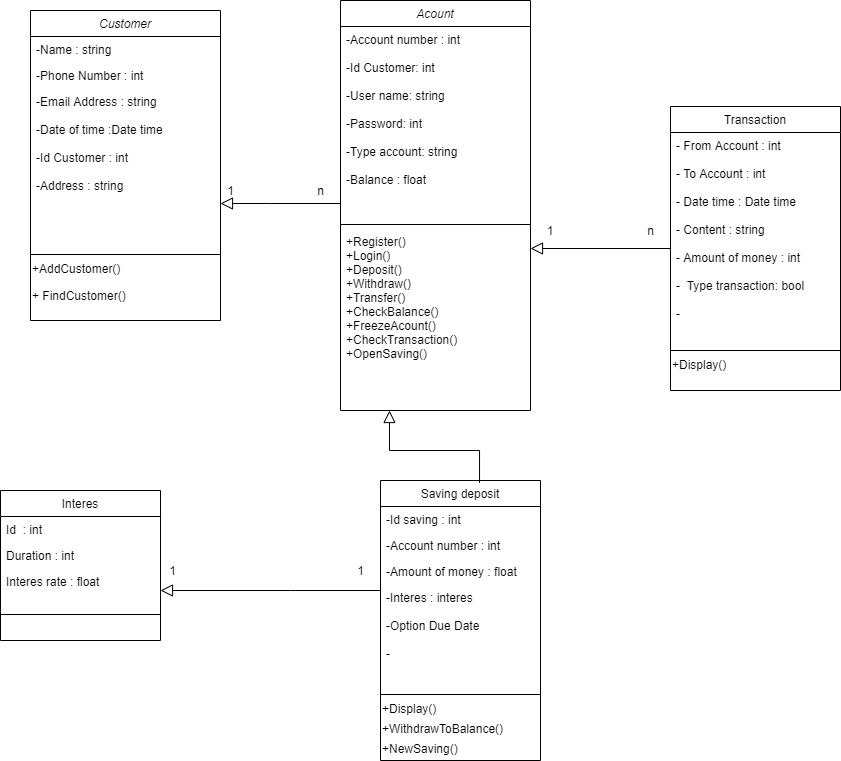 Customer
-Name : string
-Phone Number : int
-Email Address : string
-Date of time :Date time
-Id Customer : int
-Address : string
+AddCustomer()
+ FindCustomer()
1
n
Acount
-Account number : int
-Id Customer: int
-User name: string
-Password: int
-Type account: string
-Balance : float
+Register()
+Login()
+Deposit()
+Withdraw()
+Transfer()
+CheckBalance()
+FreezeAcount()
+CheckTransaction()
+OpenSaving()
1
n
Transaction
- From Account : int
- To Account : int
- Date time : Date time
- Content : string
- Amount of money : int
-  Type transaction: bool
-
+Display()
Interes
Id  : int
Duration : int
Interes rate : float
1
1
Saving deposit
-Id saving : int
-Account number : int
-Amount of money : float
-Interes : interes
-Option Due Date
-
+Display()
+WithdrawToBalance()
+NewSaving()